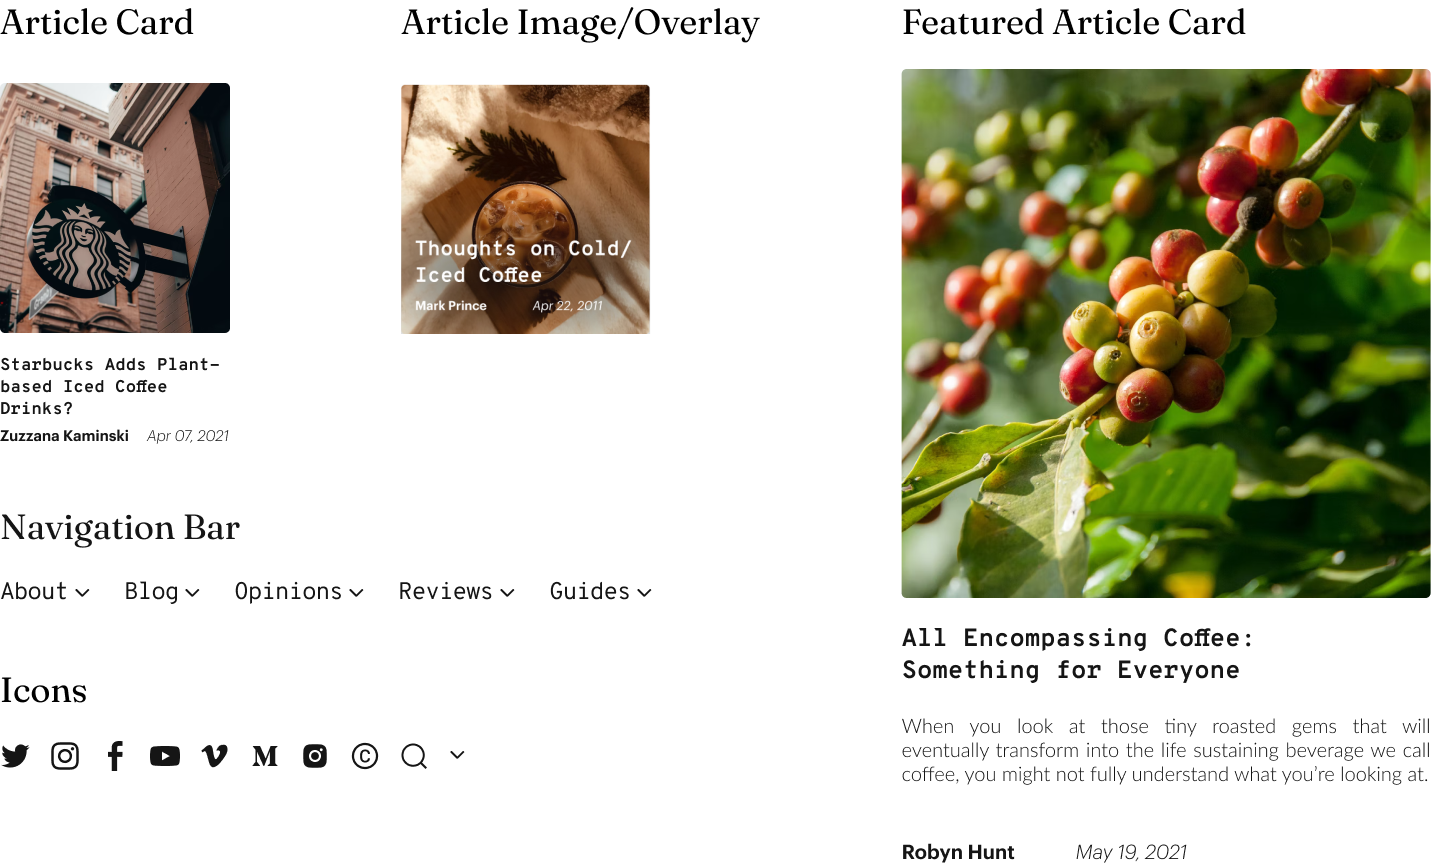 Article Card
Article Image/Overlay
Featured Article Card
Thoughts on Cold/
Iced Coffee
Mark Prince Apr 22, 2011
Starbucks Adds Plant-
based Iced Coffee
Drinks?
Zuzzana Kaminski Apr 07, 2021
Navigation Bar
About Blog Opinions Reviews Guides
Icons
All Encompassing Coffee:
Something for Everyone
When you look at those tiny roasted gems that will
eventually transform into the life sustaining beverage we call
coffee, you might not fully understand what you’re looking at.
Robyn Hunt May 19, 2021